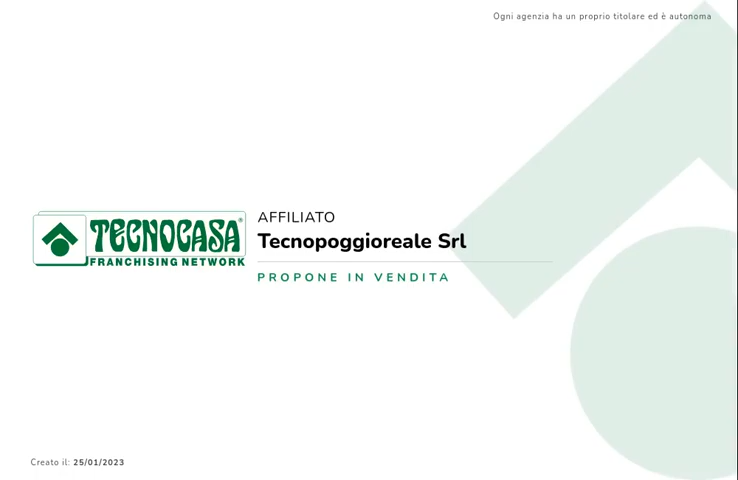 Ogni agenzia ha un proprio titolare ed è autonoma
TECNOCASA®
FRANCHISING NETWORK
AFFILIATO
Tecnopoggioreale Srl
PROPONE IN VENDITA
Creato il: 25/01/2023